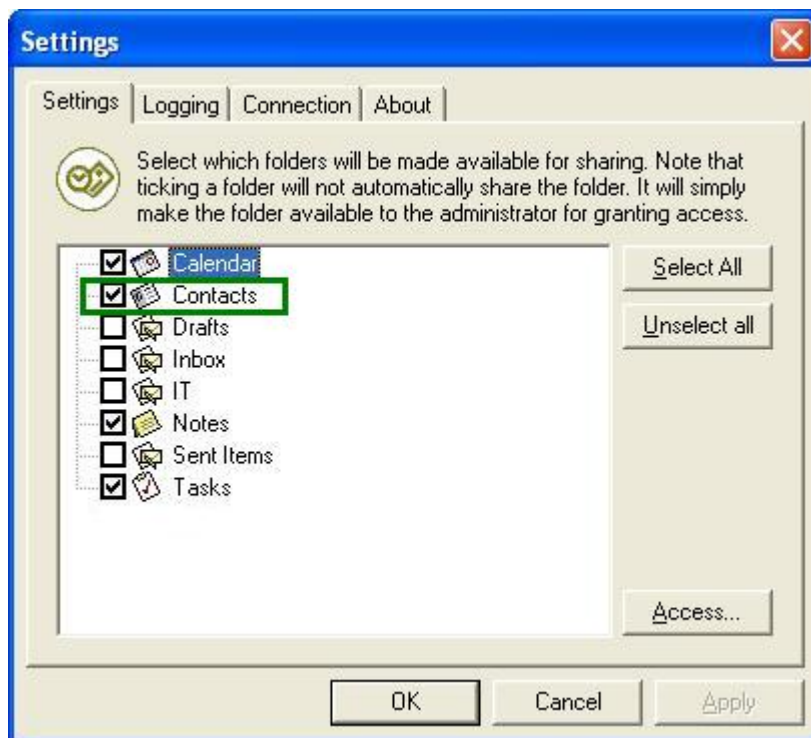 Settings
Settings Logging Connection About
Select which folders will be made available for sharing. Note that
ticking a folder will not automatically share the folder. It will simply
make the folder available to the administrator for granting access.
Calendar
Contacts
Drafts
Inbox
IT
Notes
Sent Items
Tasks
Select All
Unselect all
Access...
OK Cancel Apply